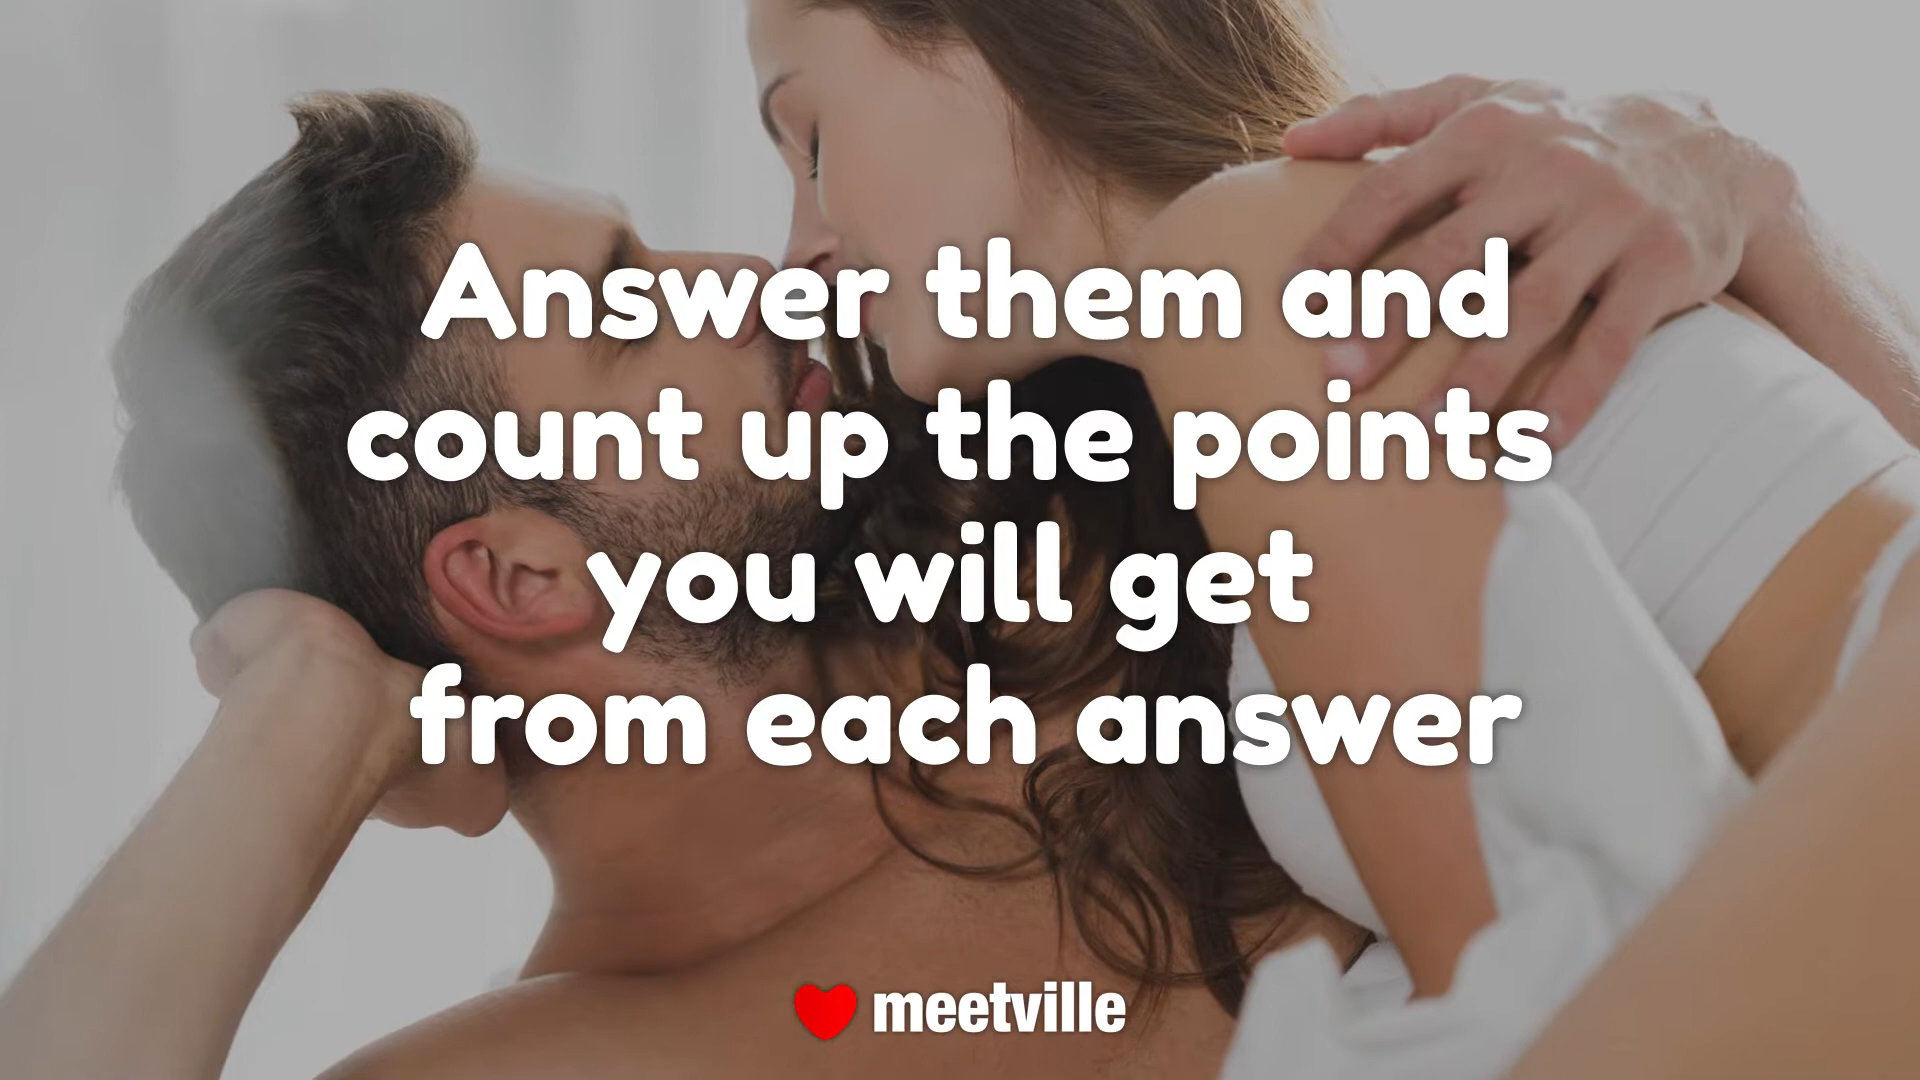 Answer them and
count up the points
you will get
from each answer
meetville